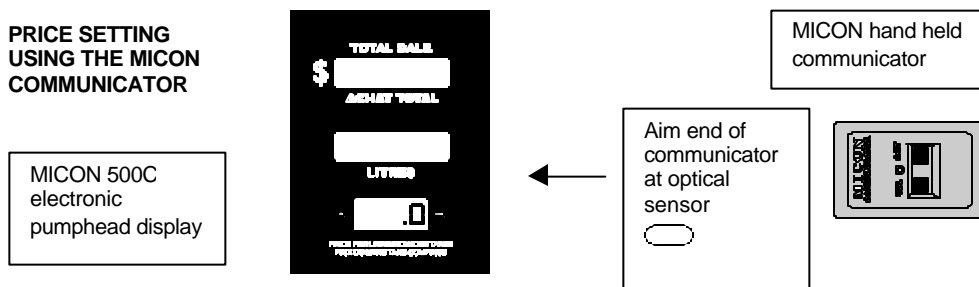 PRICE SETTING
USING THE MICON
COMMUNICATOR
MICON 500C
electronic
pumphead display
TOTAL SALE
$
ACHAT TOTAL
LITRES
.0
Aim end of
communicator
at optical
sensor
MICON hand held
communicator
MICON